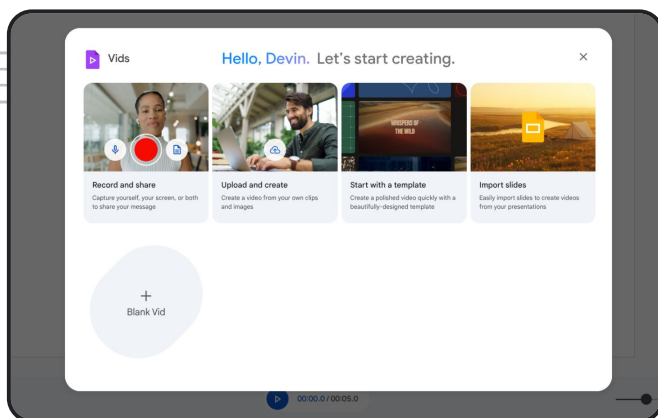 Vids
Hello, Devin. Let's start creating.
WHISPERS OF
THE WILD
Record and share
Capture yourself, your screen, or both
to share your message
Upload and create
Create a video from your own clips
and images
Start with a template
Create a polished video quickly with a
beautifully-designed template
Import slides
Easily import slides to create videos
from your presentations
Blank Vid
00:00.0 / 00:05.0